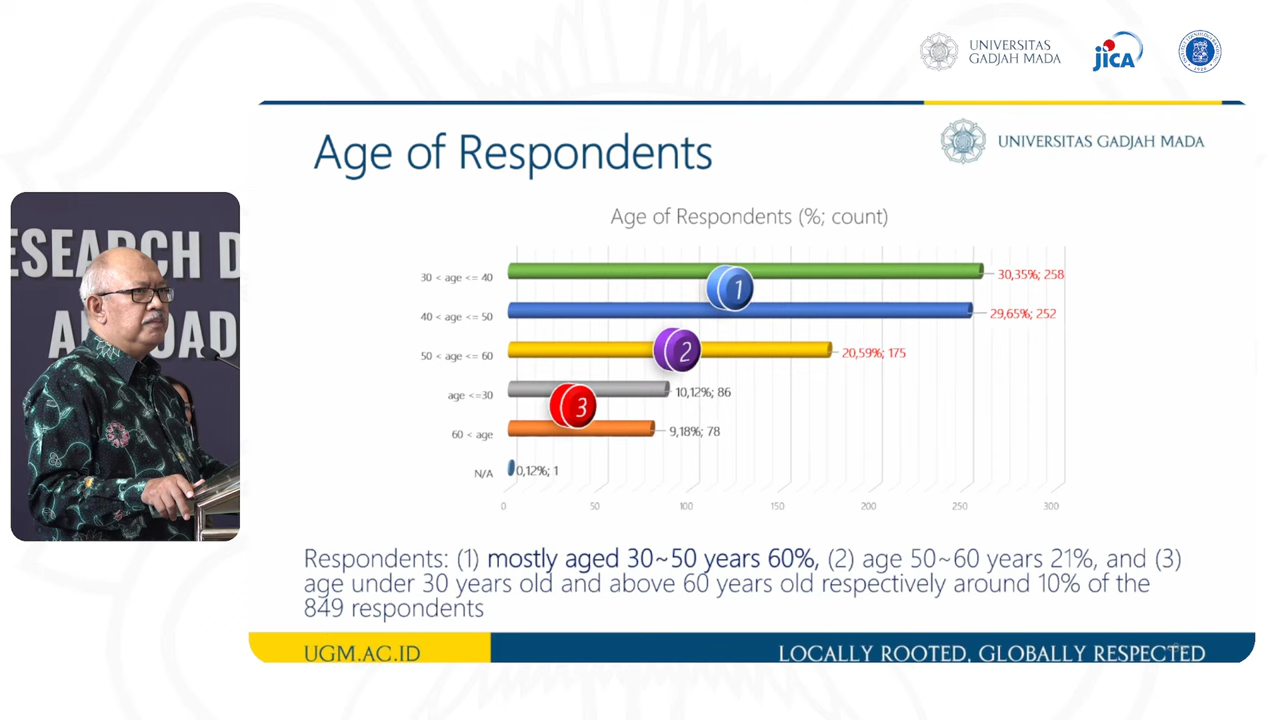 UNIVERSITAS
GADJAH MADA
JICA
Age of Respondents
UNIVERSITAS GADJAH MADA
Age of Respondents (%; count)
30 < age <= 40
30,35%; 258
1
40 < age <= 50
29,65%; 252
50 < age <= 60
2
20,59%; 175
age <=30
10,12%; 86
3
60 < age
9,18%; 78
N/A
0,12%; 1
0 50 100 150 200 250 300
ESEARCH D
Respondents: (1) mostly aged 30~50 years 60%, (2) age 50~60 years 21%, and (3)
age under 30 years old and above 60 years old respectively around 10% of the
849 respondents
UGM.AC.ID
LOCALLY ROOTED, GLOBALLY RESPECTED